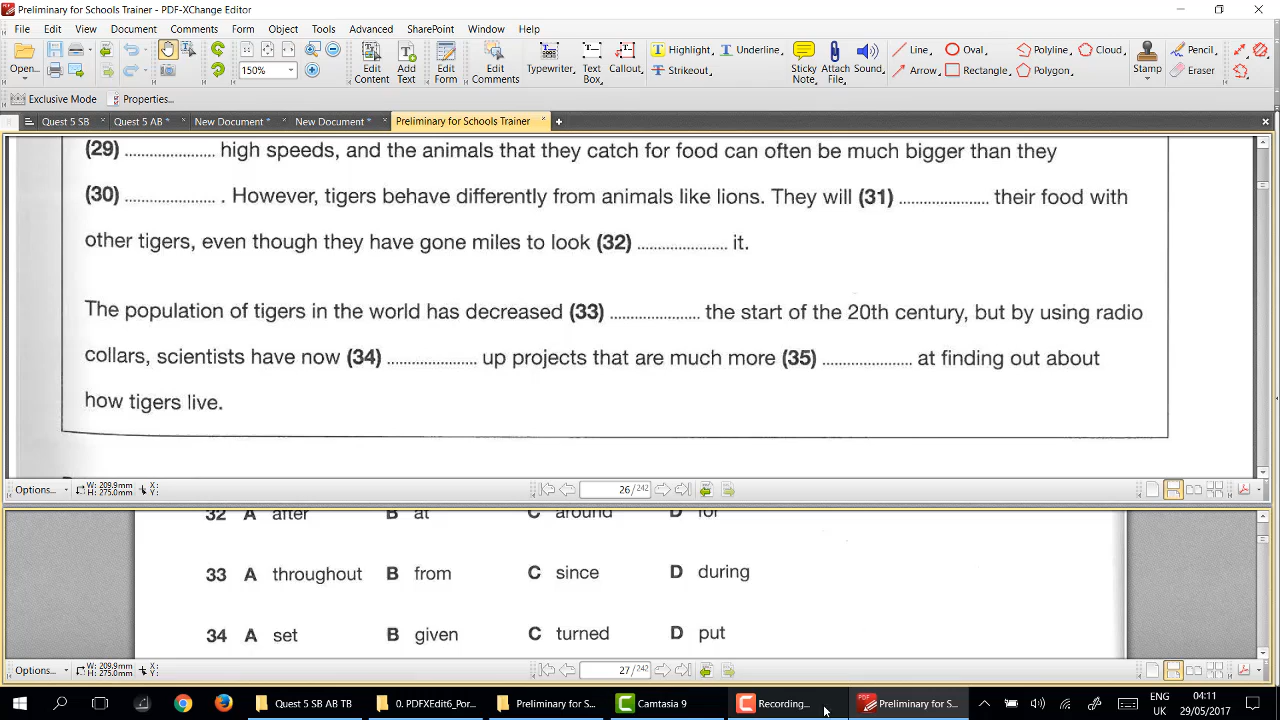 Preliminary for Schools Trainer - PDF-XChange Editor
File Edit View Document Comments Form Object Tools Advanced SharePoint Window Help
Open... 150% Edit Content Add Text Edit Form Edit Comments Typewriter, Text Box, Highlight, Strikeout, Underline, Callout, Sticky Note, Attach File, Sound, Line, Arrow, Oval, Rectangle, Polyline, Polygon, Cloud, Stamp Pencil, Eraser
Exclusive Mode Properties...
Quest 5 SB Quest 5 AB * New Document * New Document * Preliminary for Schools Trainer
(29) ...................... high speeds, and the animals that they catch for food can often be much bigger than they
(30) ...................... . However, tigers behave differently from animals like lions. They will (31) ...................... their food with
other tigers, even though they have gone miles to look (32) ...................... it.
The population of tigers in the world has decreased (33) ...................... the start of the 20th century, but by using radio
collars, scientists have now (34) ...................... up projects that are much more (35) ...................... at finding out about
how tigers live.
Options... W: 209.9mm H: 275.0mm X: Y: 26/242
32 A after B at C around D for
33 A throughout B from C since D during
34 A set B given C turned D put
Options... W: 209.9mm H: 275.0mm X: Y: 27/242
Quest 5 SB AB TB 0. PDFXEdit6_Por... Preliminary for S... Camtasia 9 Recording... Preliminary for S... ENG UK 04:11 29/05/2017